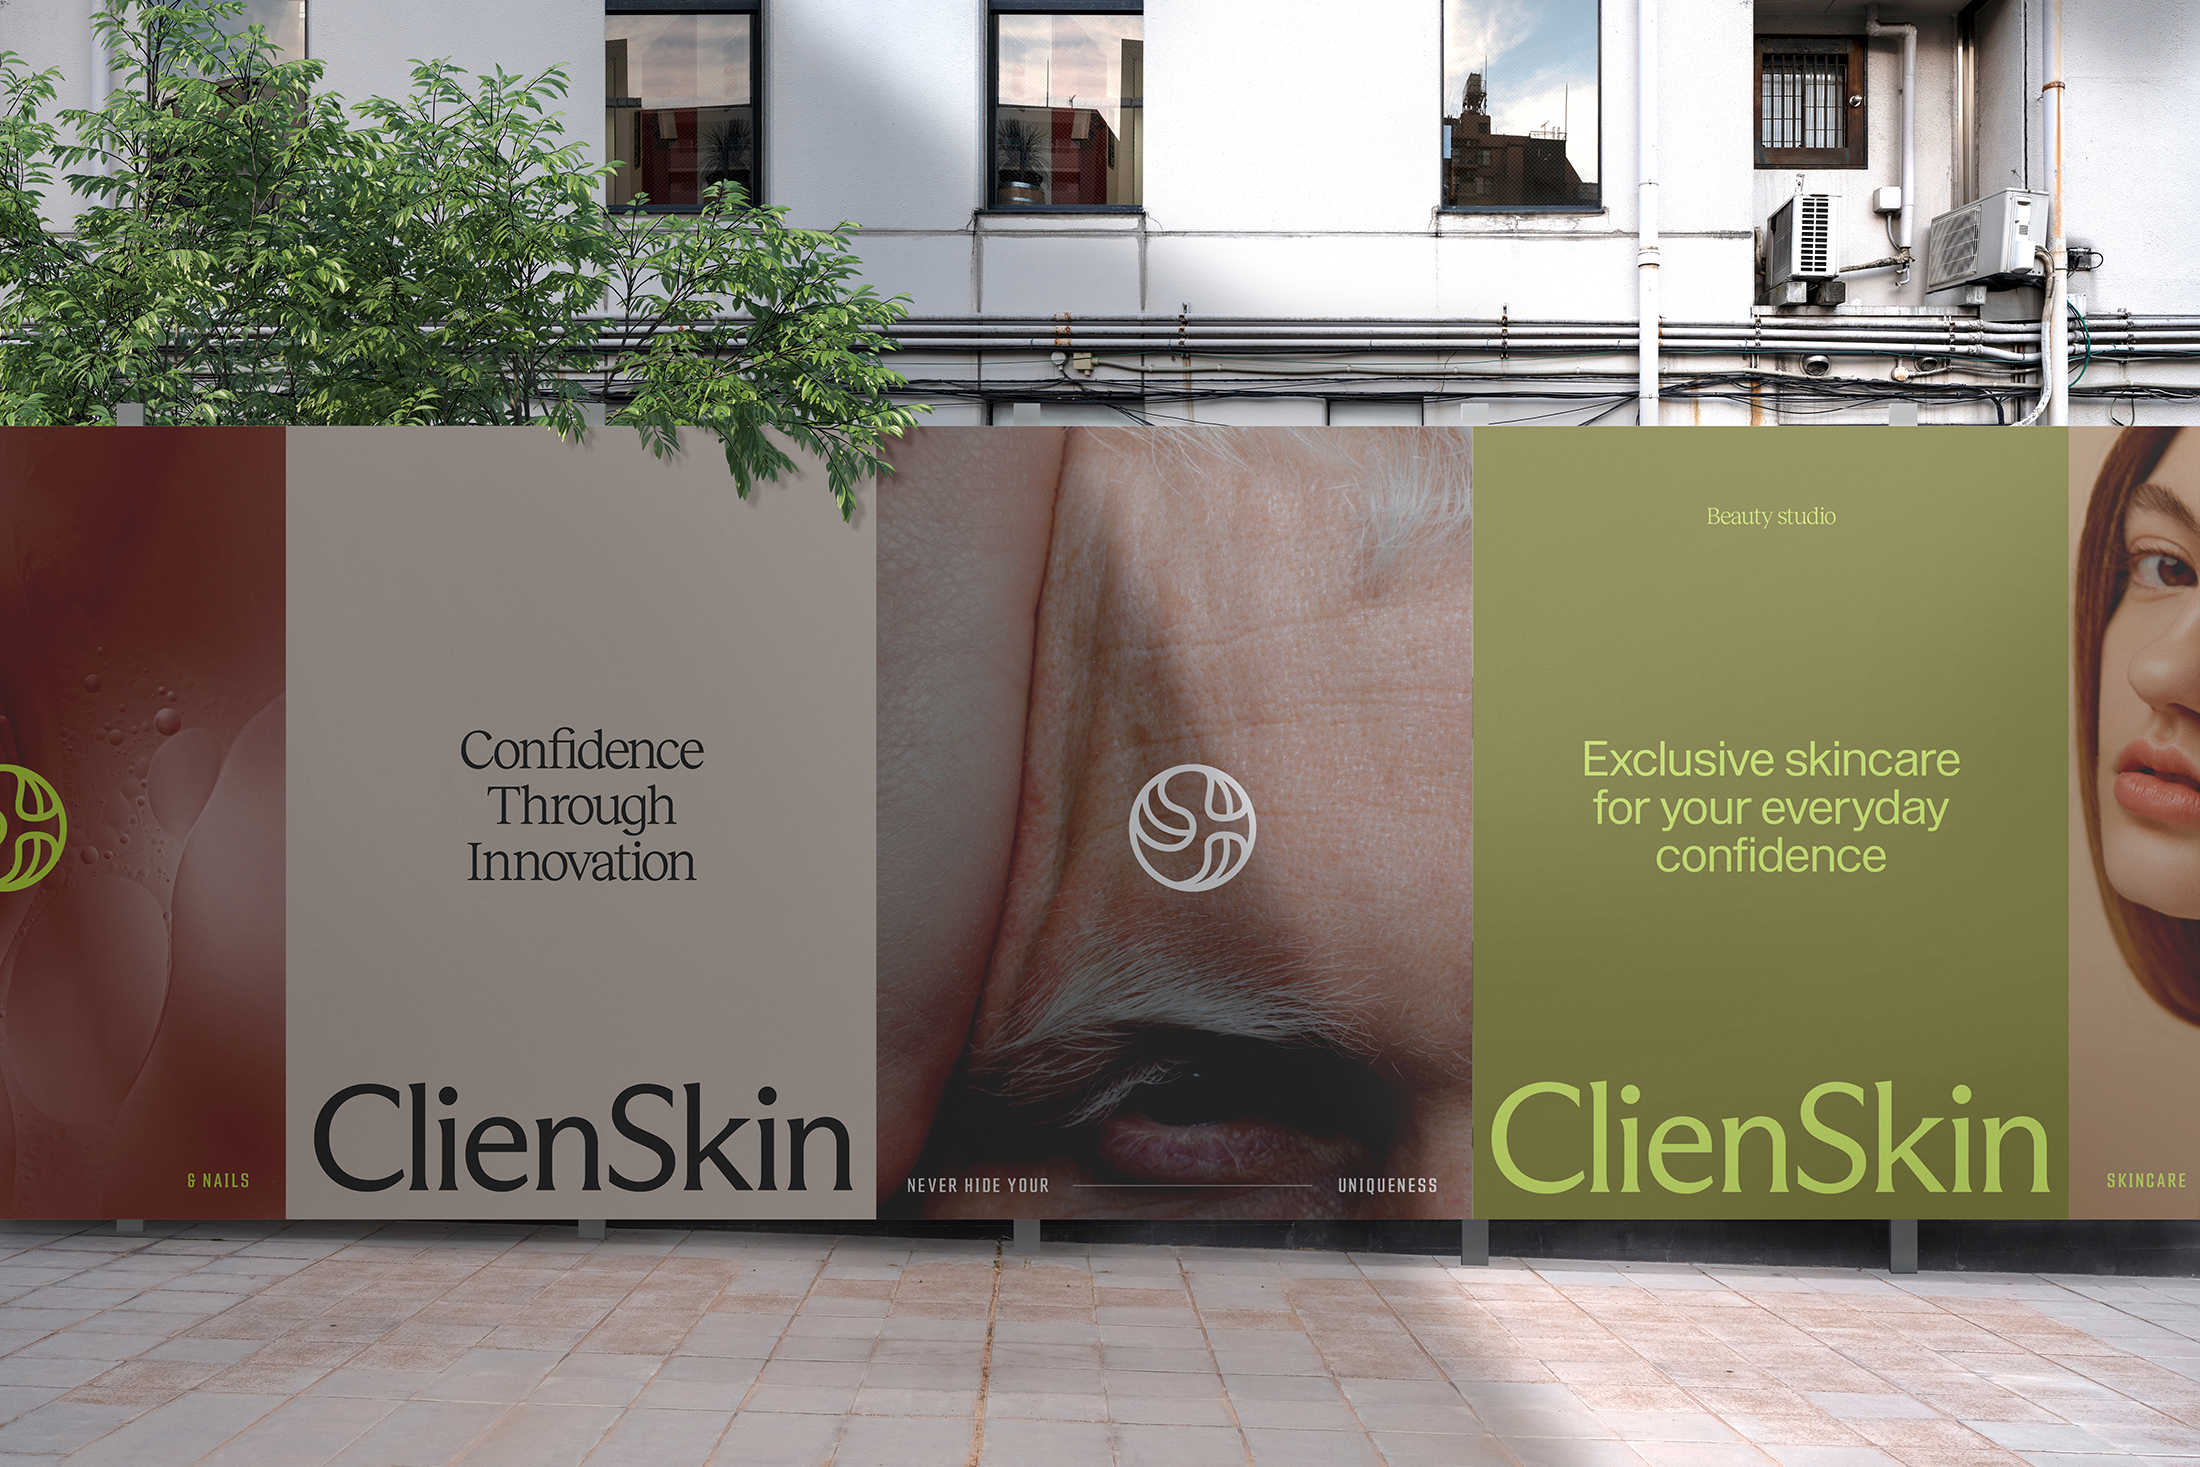 & NAILS
Confidence
Through
Innovation
ClienSkin
NEVER HIDE YOUR UNIQUENESS
Beauty studio
Exclusive skincare
for your everyday
confidence
ClienSkin
SKINCARE